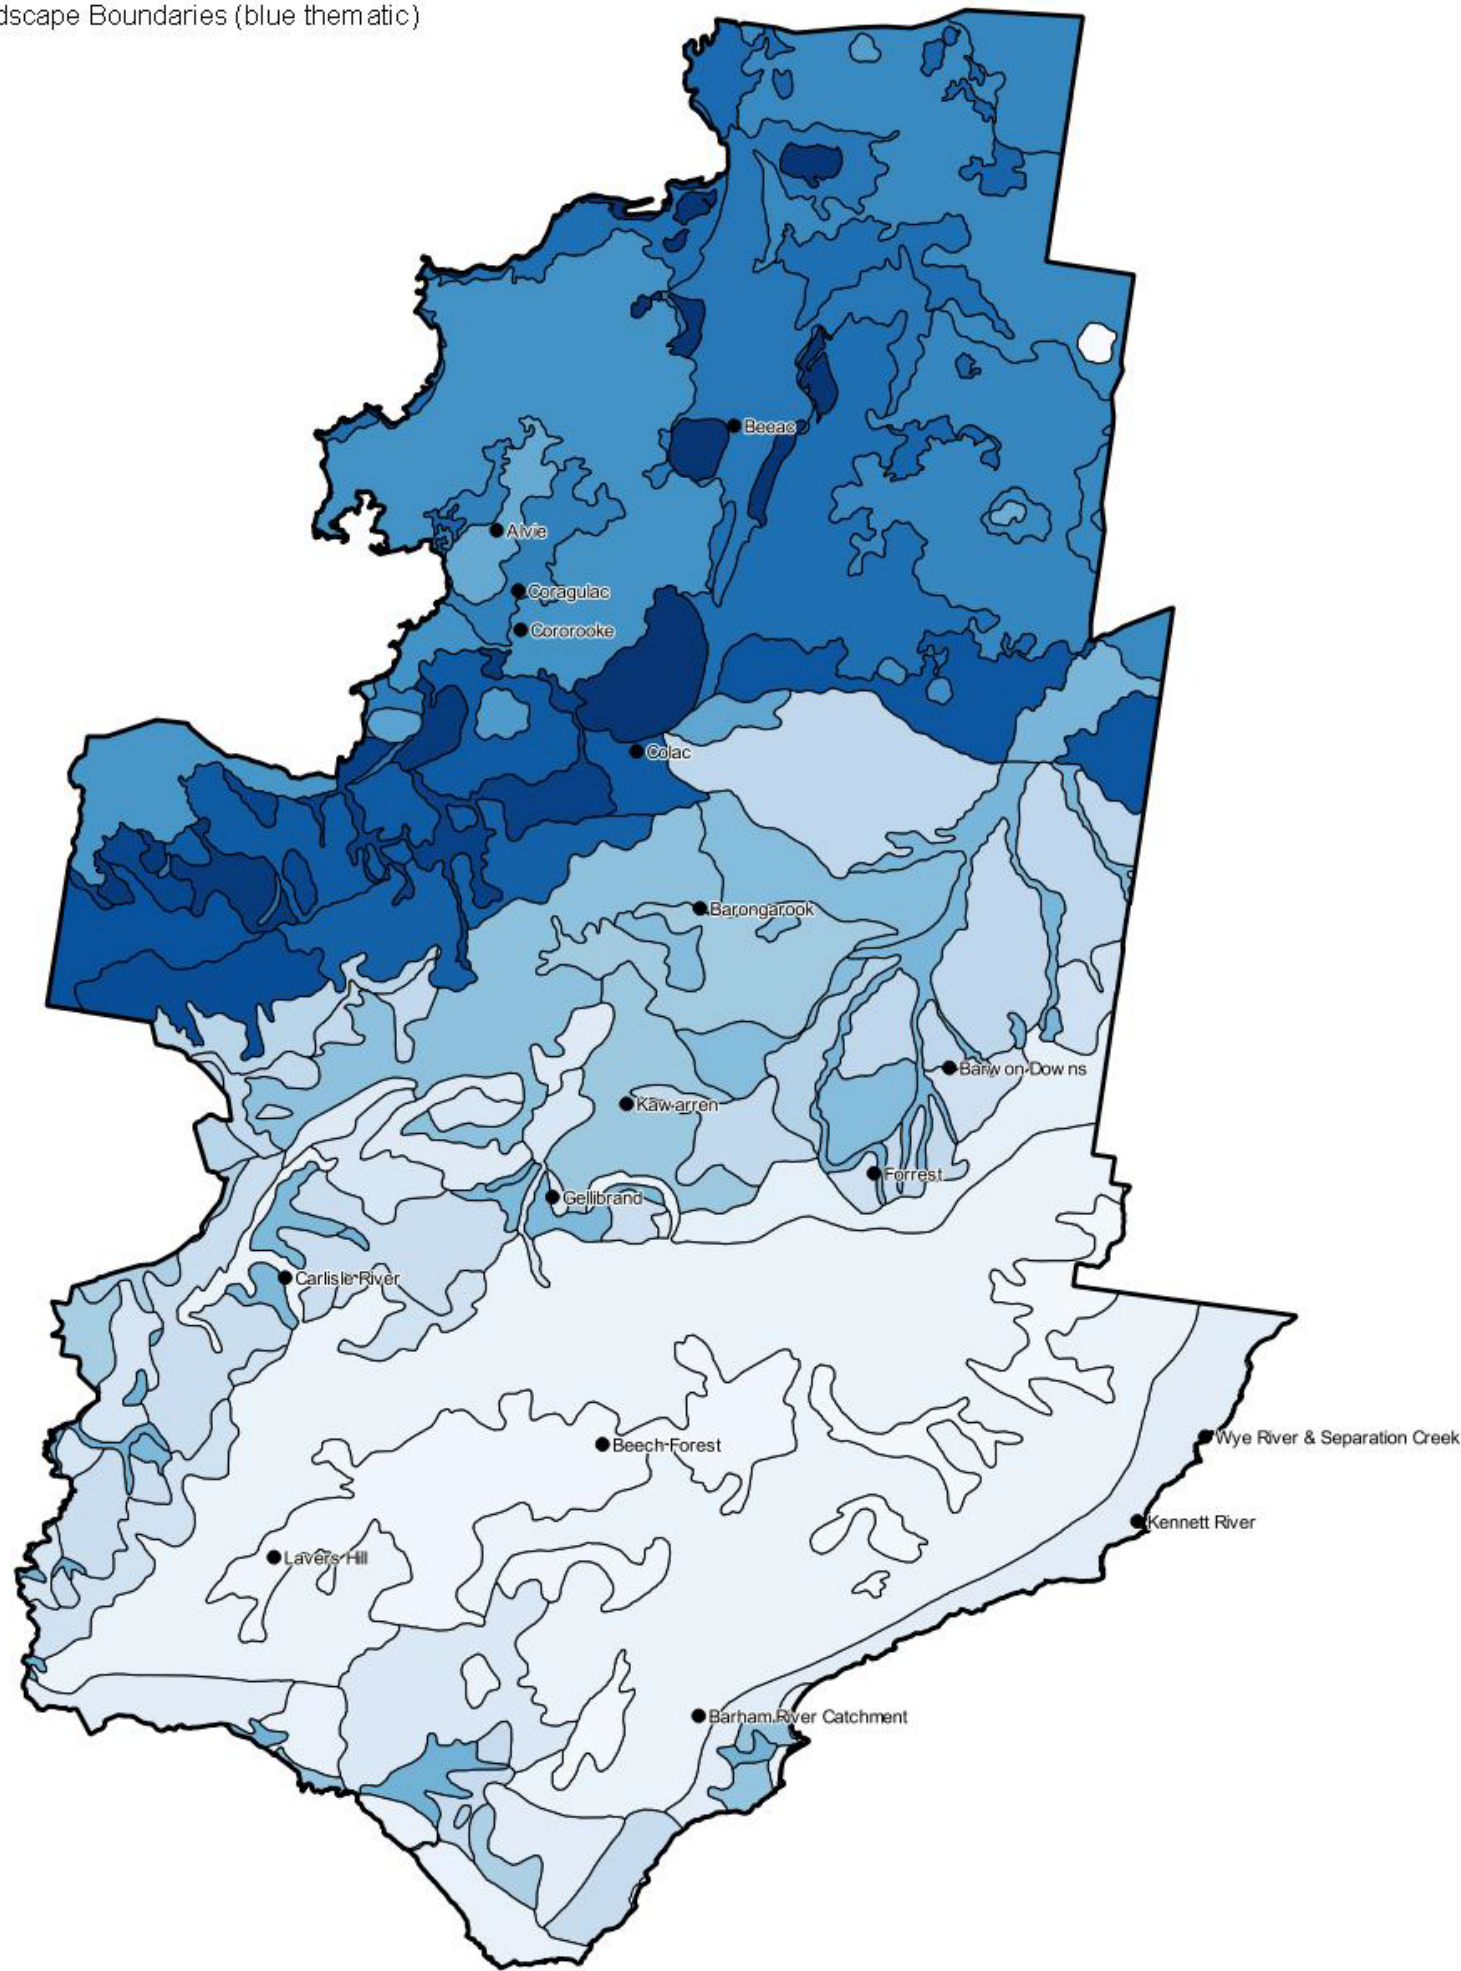 dscape Boundaries (blue thematic)
Beeac
Alvie
Coragulac
Cororooke
Colac
Barongarook
Barwon Downs
Kawarren
Forrest
Gellibrand
Carlisle River
Wye River & Separation Creek
Beech Forest
Kennett River
Lavers Hill
Barham River Catchment